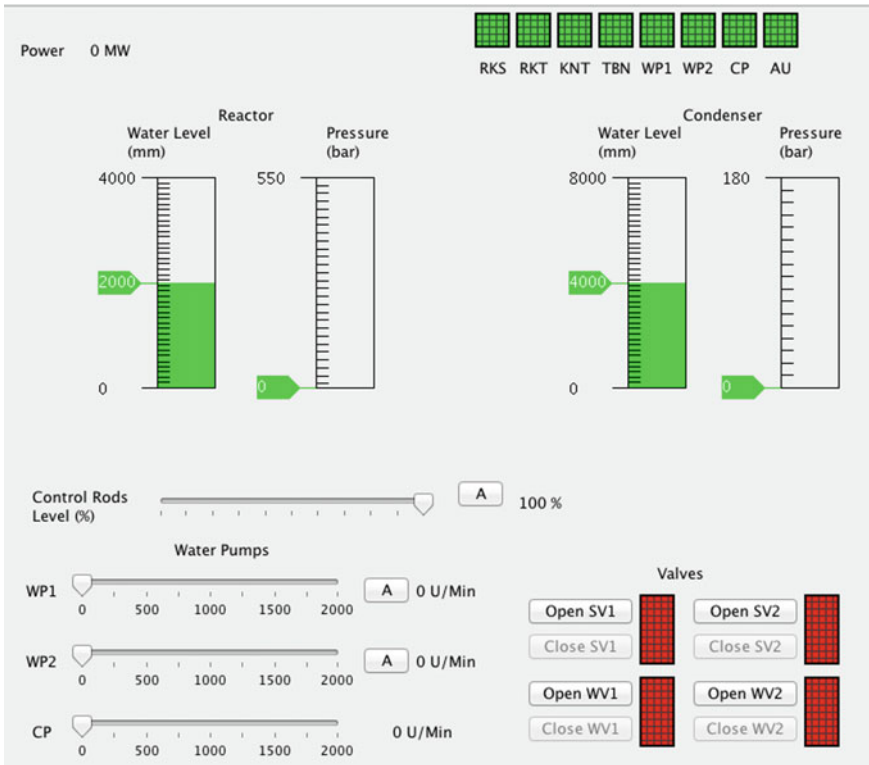 Power 0 MW
RKS RKT KNT TBN WP1 WP2 CP AU
Reactor
Water Level
(mm)
Pressure
(bar)
4000
2000
0
550
0
Condenser
Water Level
(mm)
Pressure
(bar)
8000
4000
0
180
0
Control Rods
Level (%)
A
100 %
Water Pumps
WP1
0 500 1000 1500 2000
A 0 U/Min
WP2
0 500 1000 1500 2000
A 0 U/Min
CP
0 500 1000 1500 2000
0 U/Min
Valves
Open SV1
Close SV1
Open SV2
Close SV2
Open WV1
Close WV1
Open WV2
Close WV2